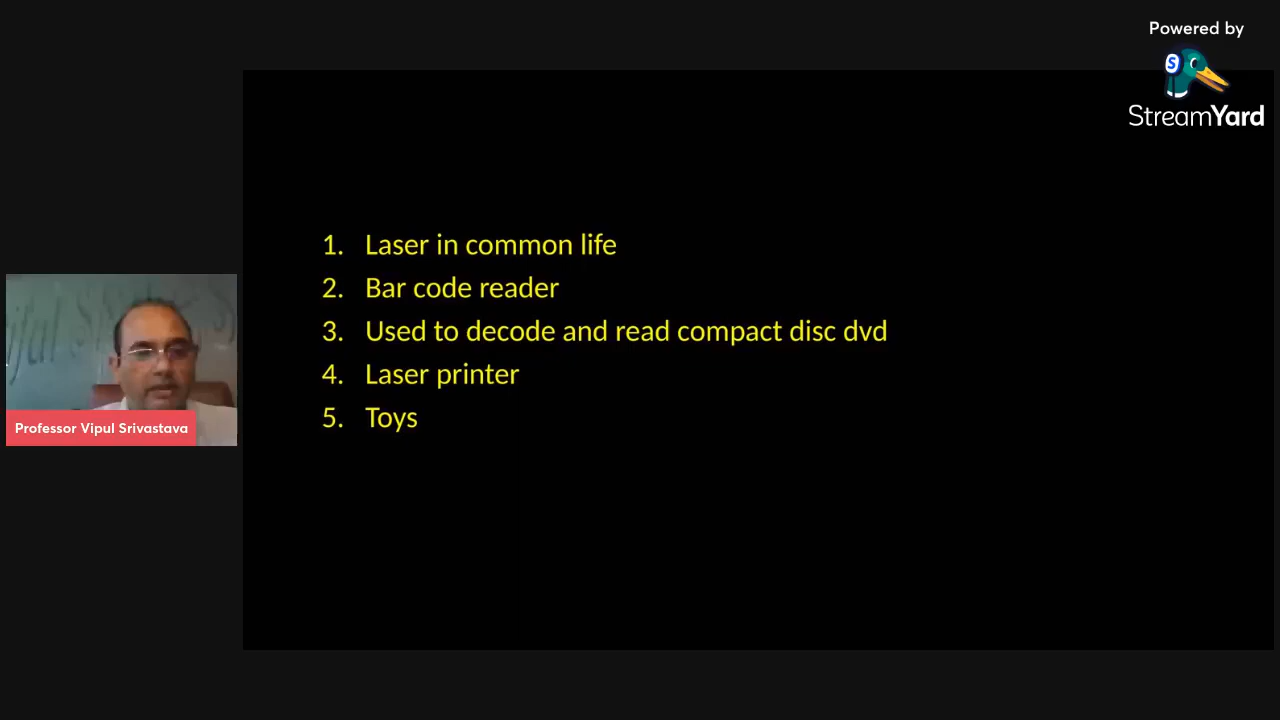 Powered by
S
StreamYard
1. Laser in common life
2. Bar code reader
3. Used to decode and read compact disc dvd
4. Laser printer
5. Toys
Professor Vipul Srivastava